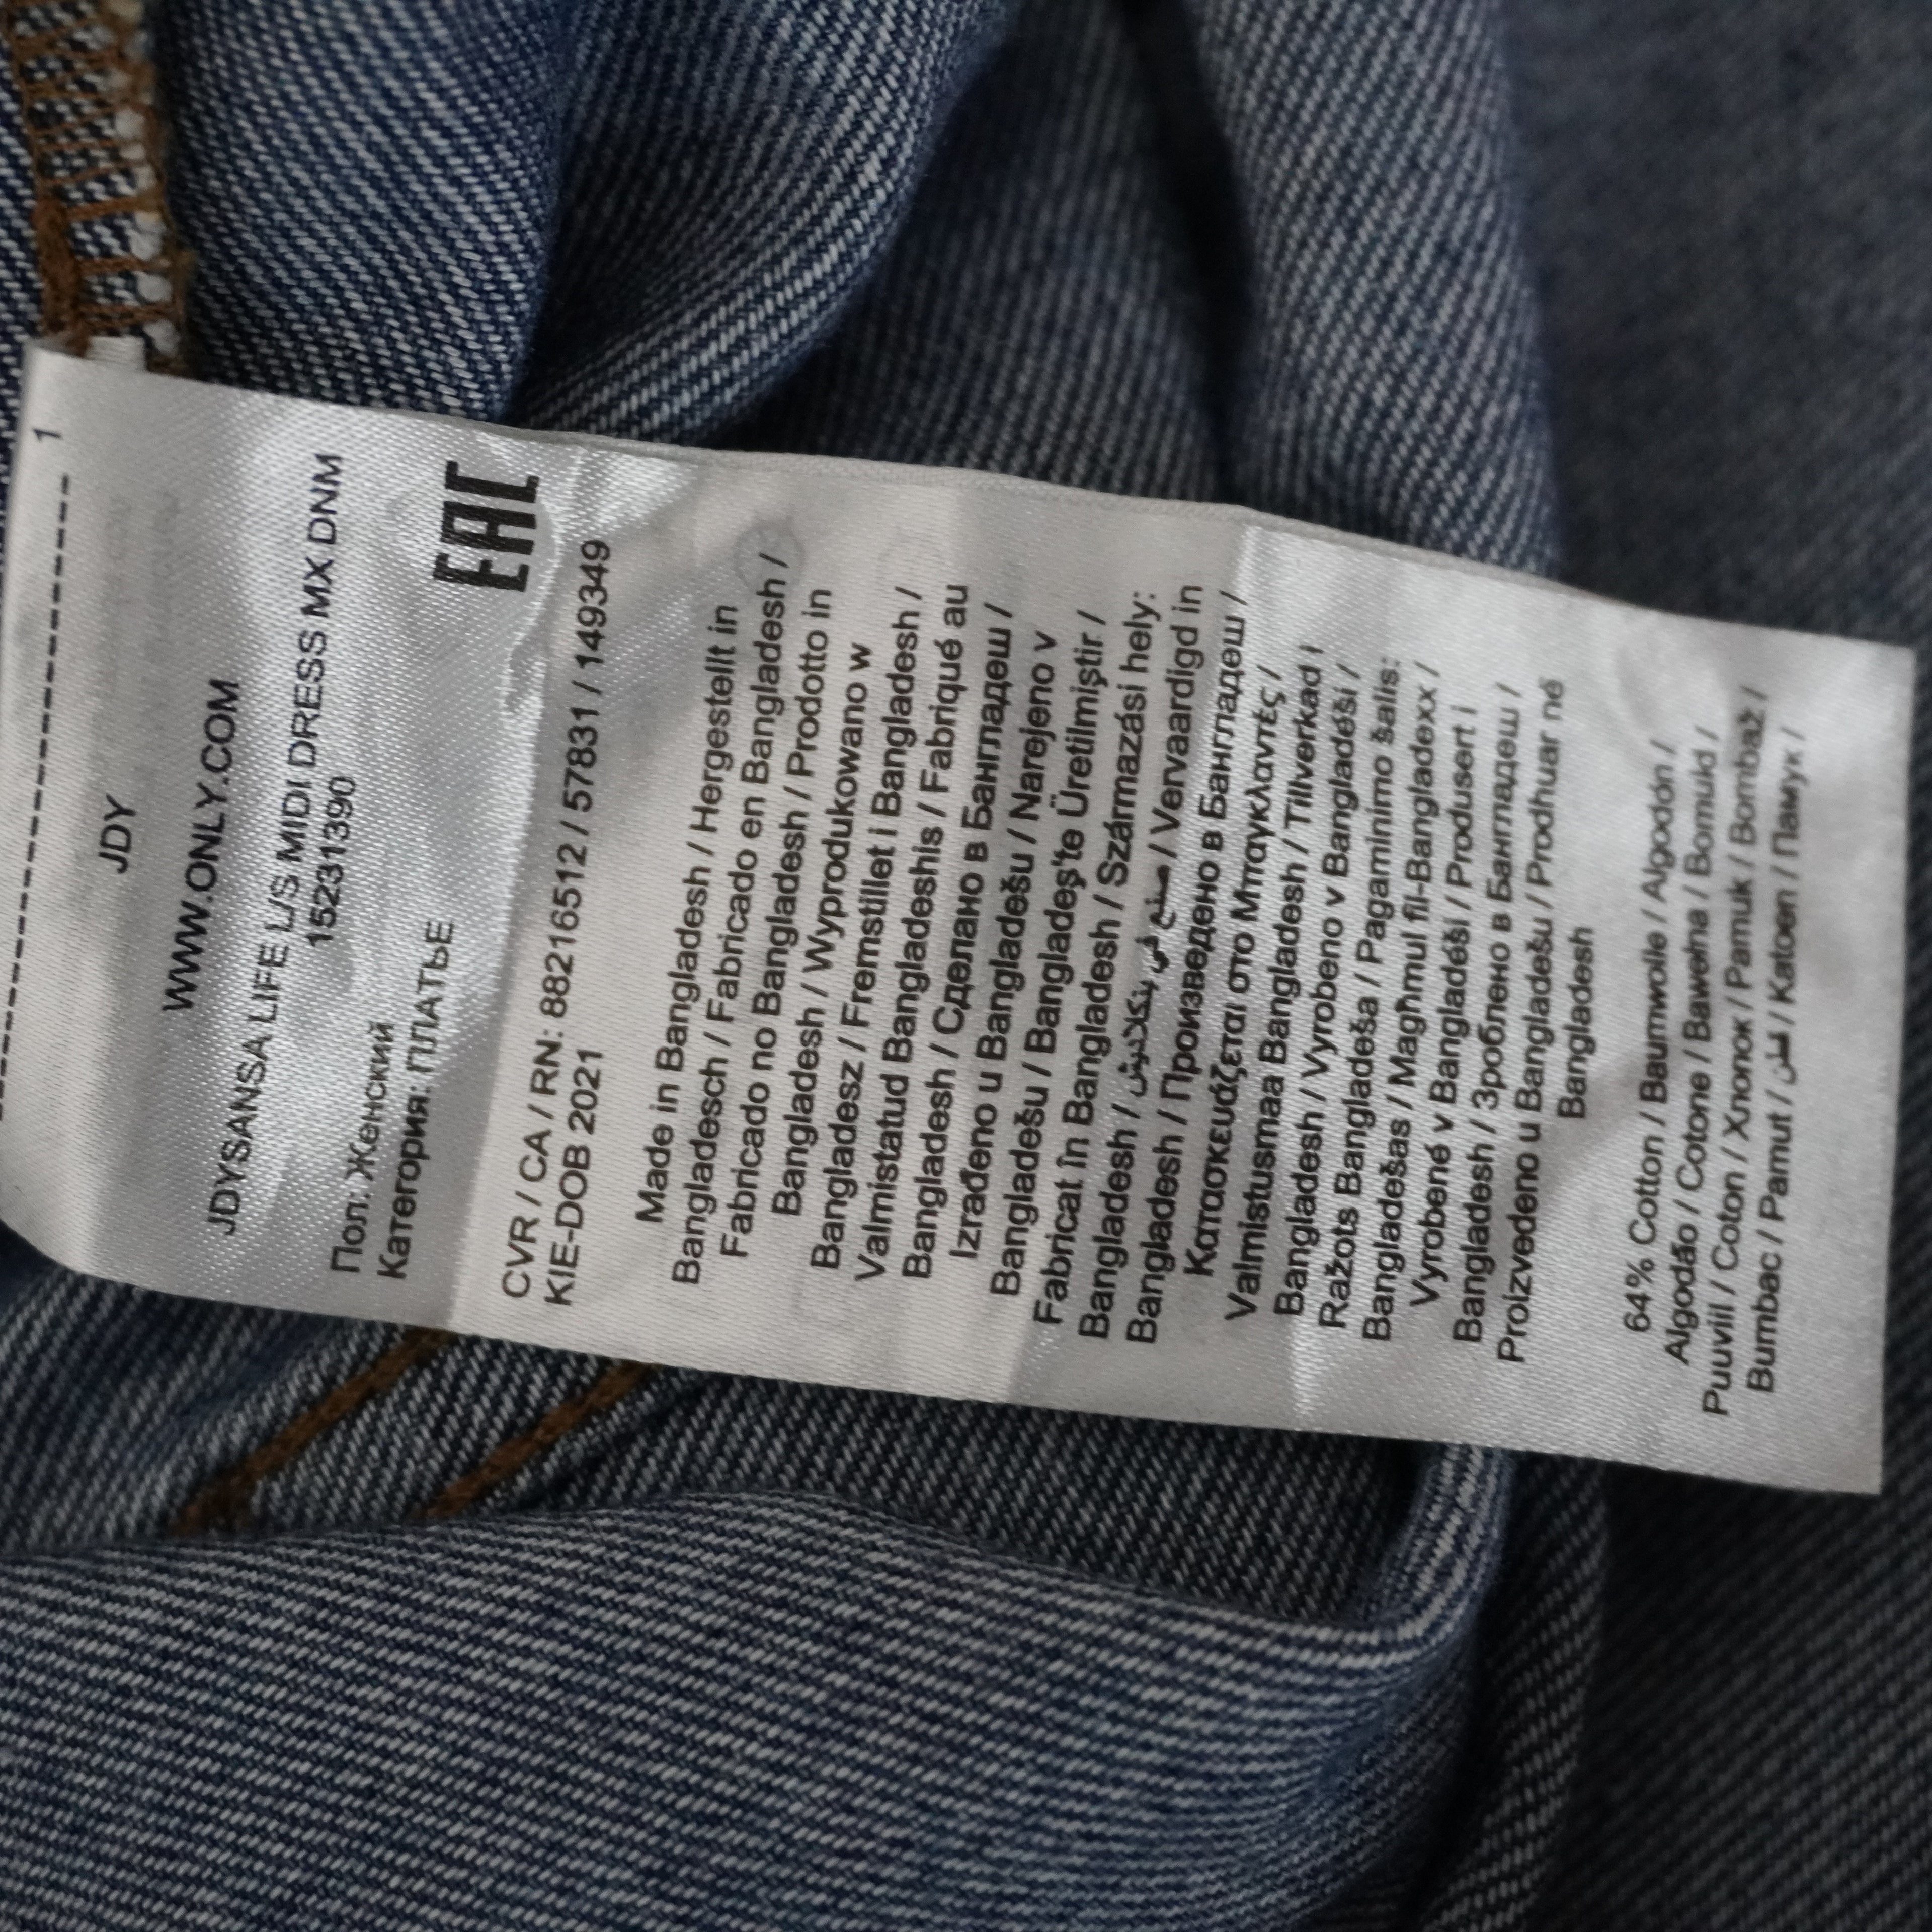 1
JDY
WWW.ONLY.COM
JDYSANSA LIFE L/S MIDI DRESS MX DNM
15231390
Пол. Женский
Категория: ПЛАТЬЕ
EAC
CVR / CA / RN: 88216512 / 57831 / 149349
KIE-DOB 2021
Made in Bangladesh / Hergestellt in
Bangladesch / Fabricado en Bangladesh /
Fabricado no Bangladesh / Prodotto in
Bangladesh / Wyprodukowano w
Bangladesz / Fremstillet i Bangladesh /
Valmistatud Bangladeshis / Fabriqué au
Bangladesh / Сделано в Бангладеш /
Izrađeno u Bangladešu / Narejeno v
Bangladešu / Bangladeş'te Üretilmiştir /
Fabricat în Bangladesh / Származási hely:
Bangladesh / صنع في بنگلاديش / Vervaardigd in
Bangladesh / Произведено в Бангладеш /
Κατασκευάζεται στο Μπαγκλαντές /
Valmistusmaa Bangladesh / Tillverkad i
Bangladesh / Vyrobeno v Bangladéši /
Ražots Bangladeša / Pagaminimo šalis:
Bangladešas / Magħmul fil-Bangladexx /
Vyrobené v Bangladéši / Produsert i
Bangladesh / Зроблено в Бангладеш /
Proizvedeno u Bangladešu / Prodhuar në
Bangladesh
64% Cotton / Baumwolle / Algodón /
Algodão / Cotone / Bawełna / Bomuld /
Puuvill / Coton / Хлопок / Pamuk / Bombaž /
Bumbac / Pamut / قطن / Katoen / Памук /